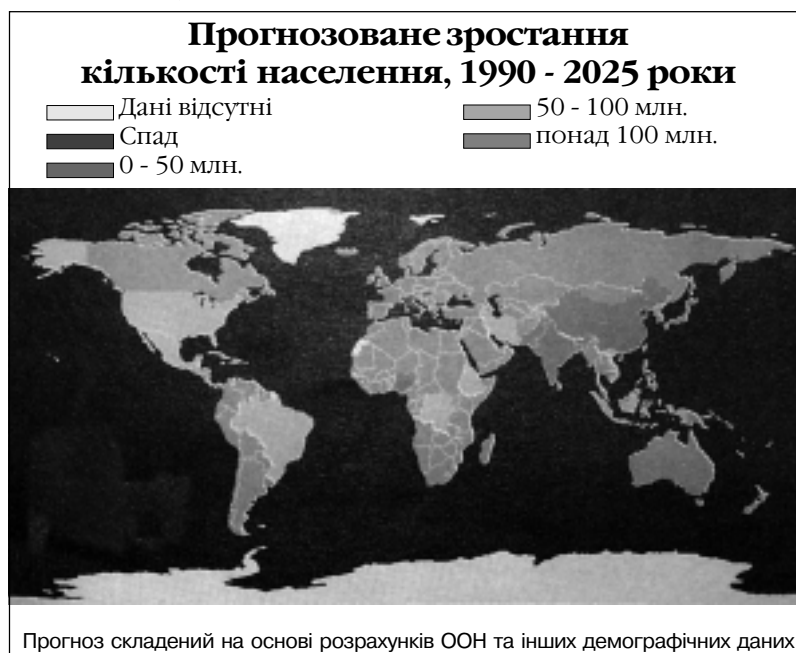 Прогнозоване зростання
кількості населення, 1990 - 2025 роки
Дані відсутні
Спад
0 - 50 млн.
50 - 100 млн.
понад 100 млн.
Прогноз складений на основі розрахунків ООН та інших демографічних даних